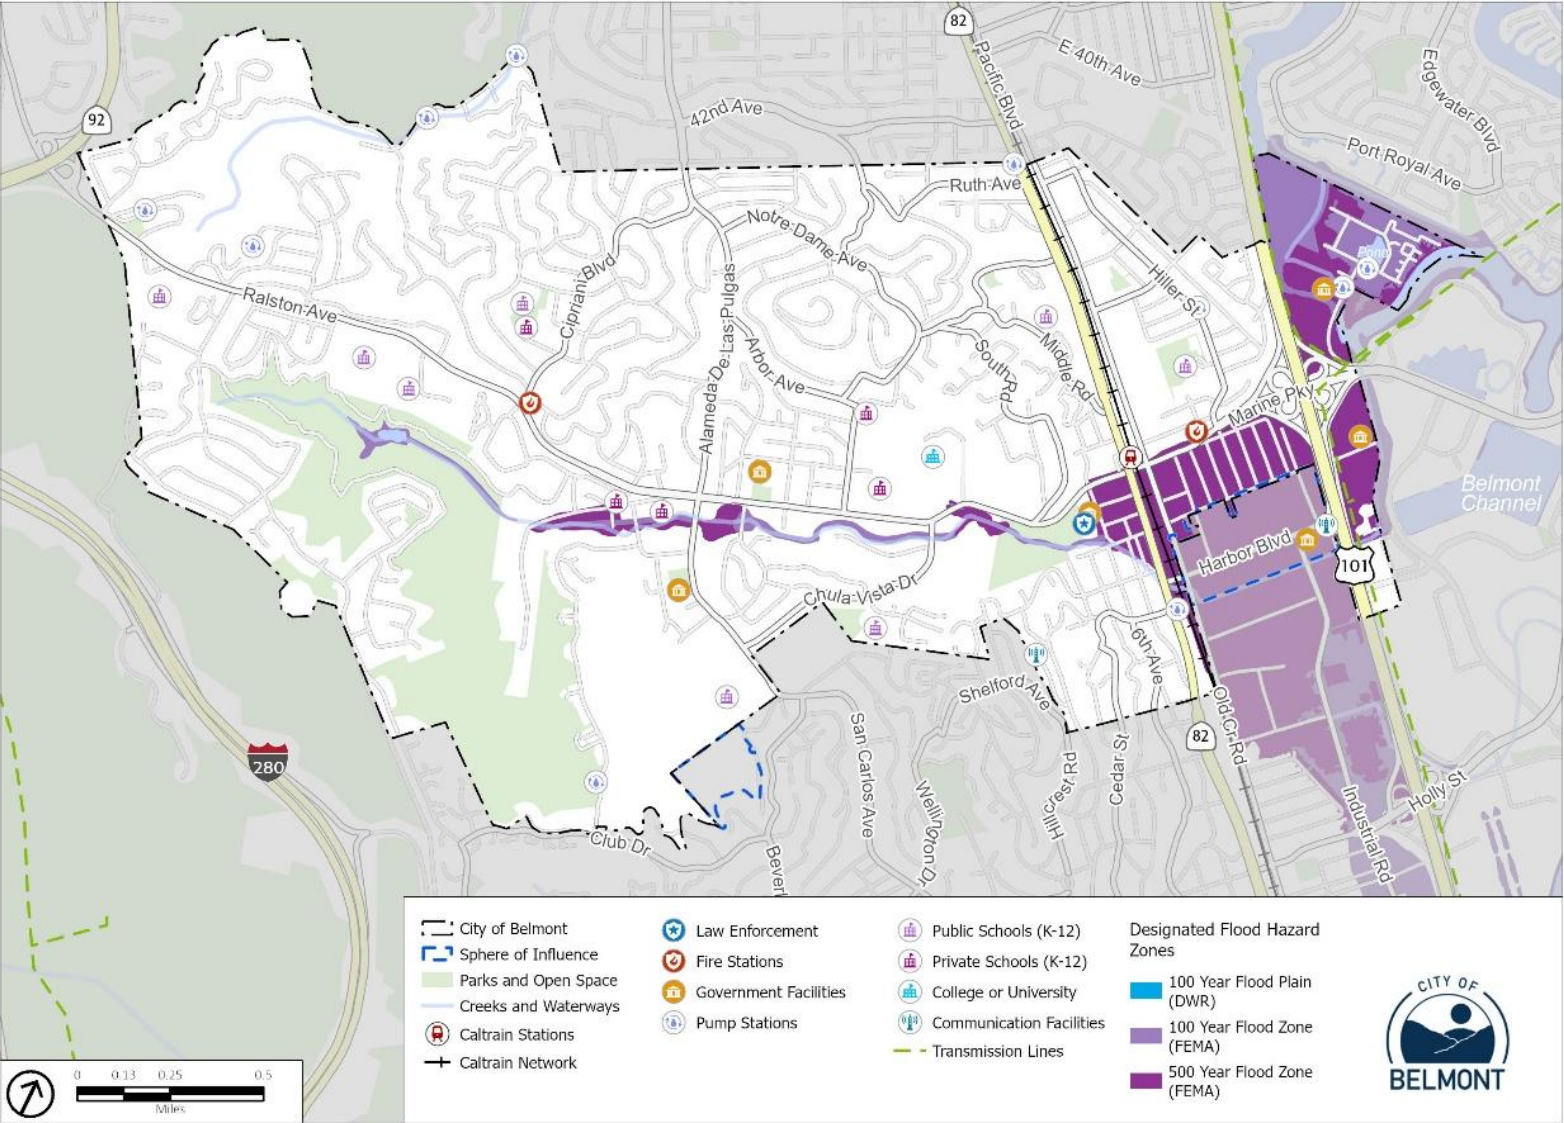 82
E 40th Ave
Edgewater Blvd
Pacific Blvd
42nd Ave
92
Port Royal Ave
Ruth Ave
Notre Dame Ave
Cipriani Blvd
Hiller St
Pond
Ralston Ave
Alameda De Las Pulgas
Arbor Ave
South Rd
Middle Rd
Marine Pky
Belmont
Channel
Harbor Blvd
101
Chula Vista Dr
6th Ave
Shelford Ave
Old Cr Rd
82
280
San Carlos Ave
Wellington Dr
Hillcrest Rd
Cedar St
Industrial Rd
Holly St
Club Dr
Beverl
City of Belmont
Sphere of Influence
Parks and Open Space
Creeks and Waterways
Caltrain Stations
Caltrain Network
Law Enforcement
Fire Stations
Government Facilities
Pump Stations
Public Schools (K-12)
Private Schools (K-12)
College or University
Communication Facilities
Transmission Lines
Designated Flood Hazard
Zones
100 Year Flood Plain
(DWR)
100 Year Flood Zone
(FEMA)
500 Year Flood Zone
(FEMA)
CITY OF
BELMONT
0 0.13 0.25 0.5
Miles